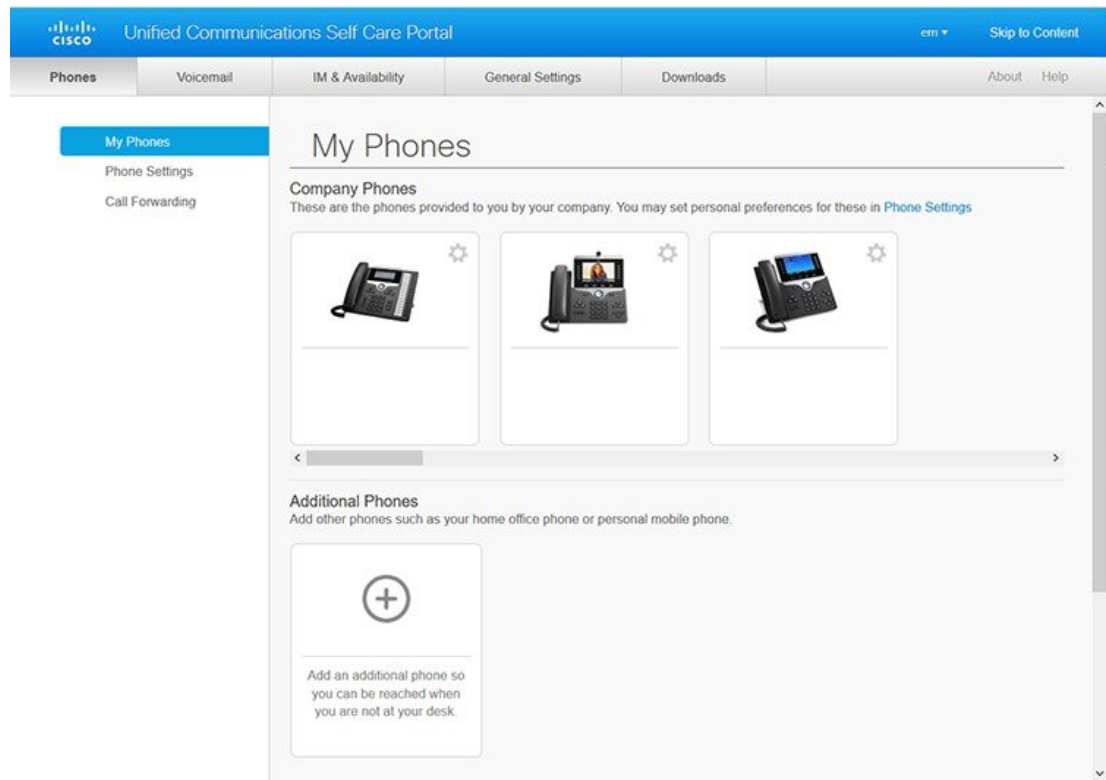 CISCO Unified Communications Self Care Portal em Skip to Content
Phones Voicemail IM & Availability General Settings Downloads About Help
My Phones
Phone Settings
Call Forwarding
My Phones
Company Phones
These are the phones provided to you by your company. You may set personal preferences for these in Phone Settings
Additional Phones
Add other phones such as your home office phone or personal mobile phone.
Add an additional phone so
you can be reached when
you are not at your desk.